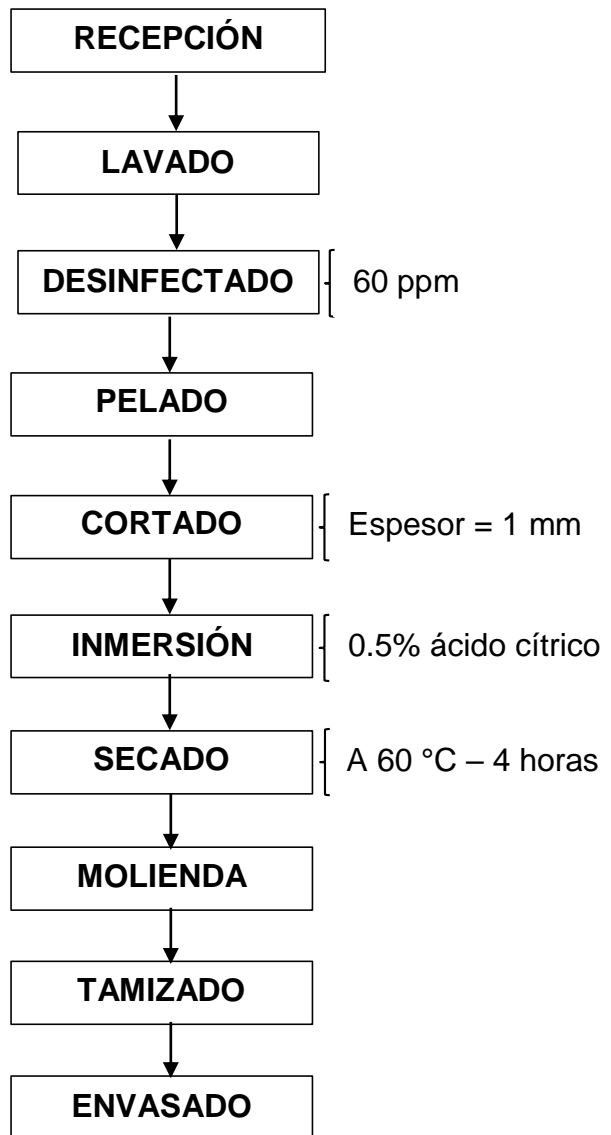 RECEPCIÓN
LAVADO
DESINFECTADO 60 ppm
PELADO
CORTADO Espesor = 1 mm
INMERSIÓN 0.5% ácido cítrico
SECADO A 60 °C – 4 horas
MOLIENDA
TAMIZADO
ENVASADO